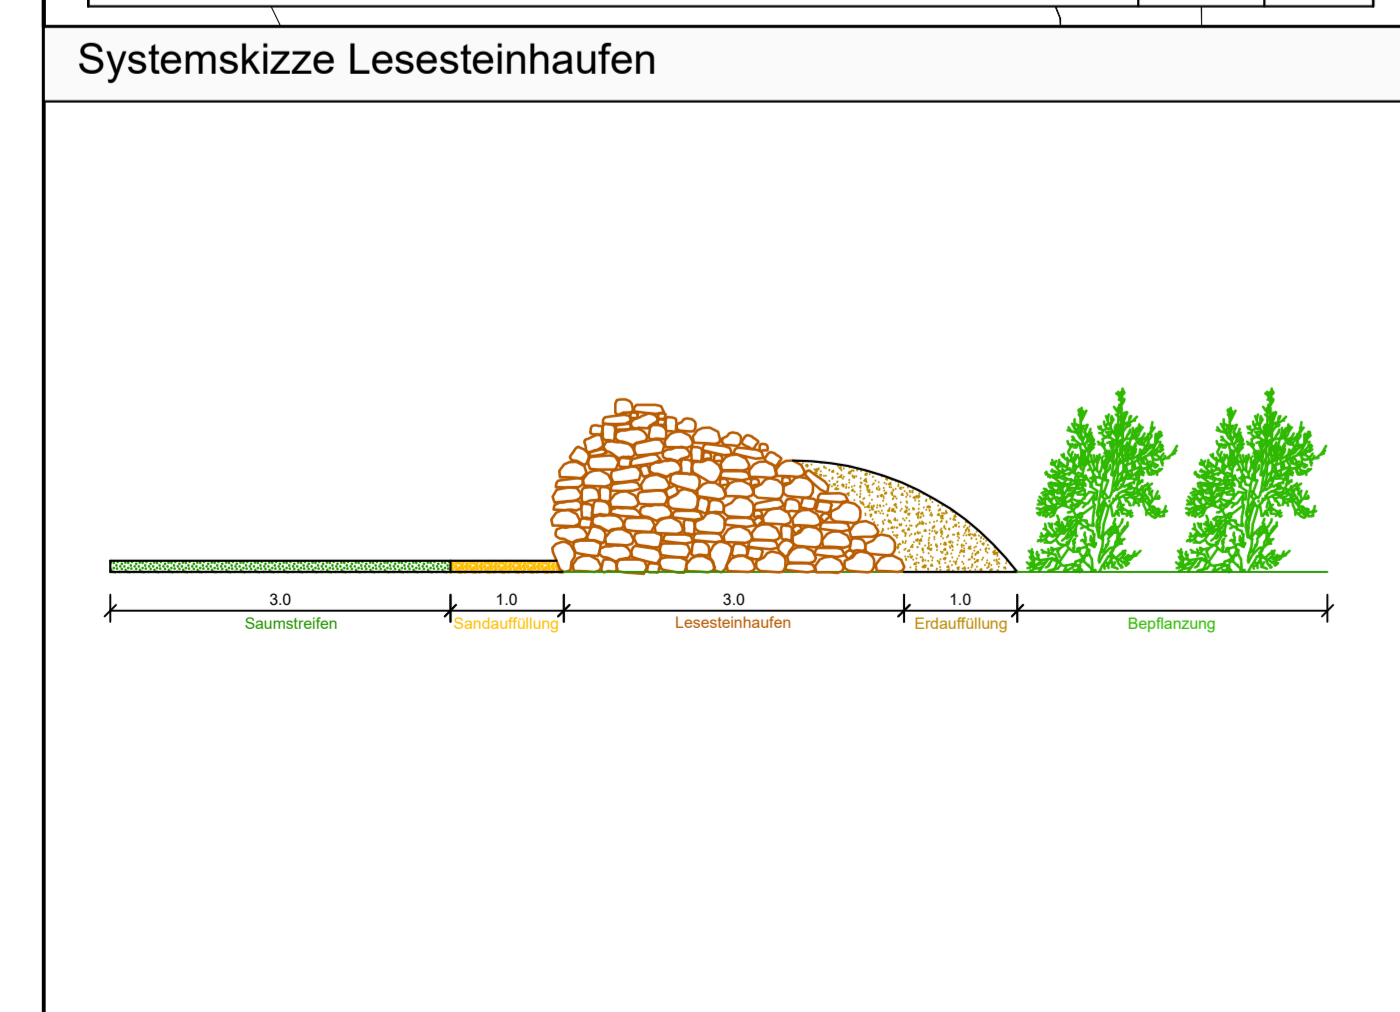 Systemskizze Lesesteinhaufen
3.0 1.0 3.0 1.0
Saumstreifen Sandauffüllung Lesesteinhaufen Erdauffüllung Bepflanzung